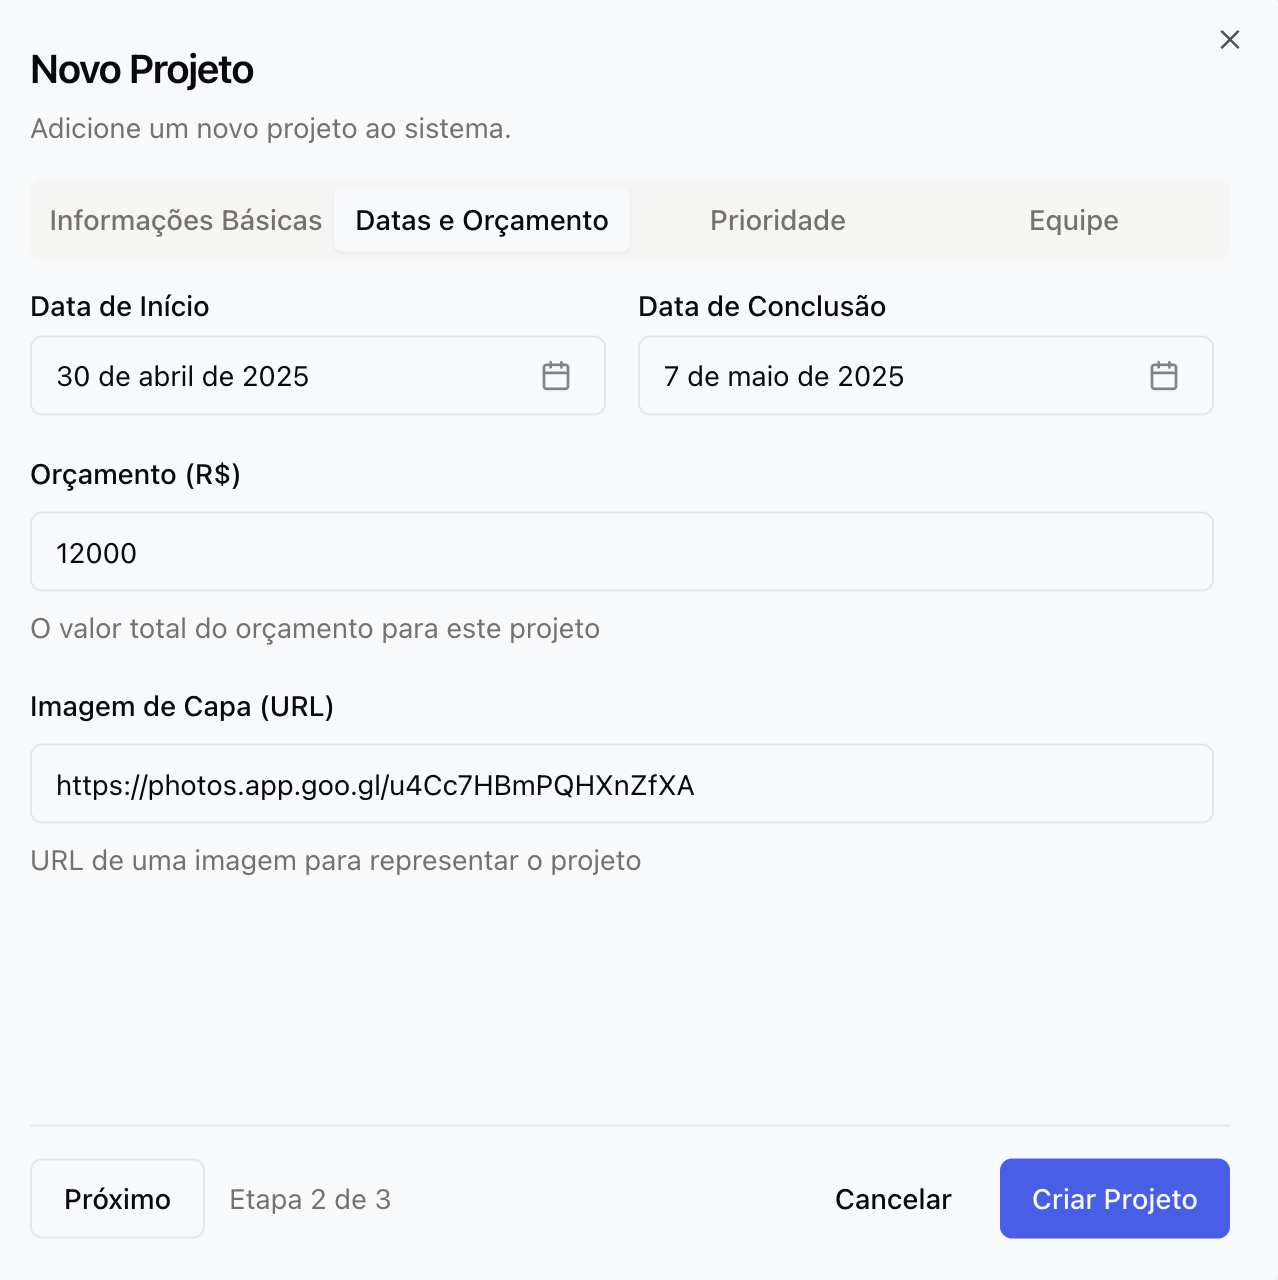 Novo Projeto
Adicione um novo projeto ao sistema.
Informações Básicas Datas e Orçamento Prioridade Equipe
Data de Início Data de Conclusão
30 de abril de 2025 7 de maio de 2025
Orçamento (R$)
12000
O valor total do orçamento para este projeto
Imagem de Capa (URL)
https://photos.app.goo.gl/u4Cc7HBmPQHXnZfXA
URL de uma imagem para representar o projeto
Próximo Etapa 2 de 3 Cancelar Criar Projeto